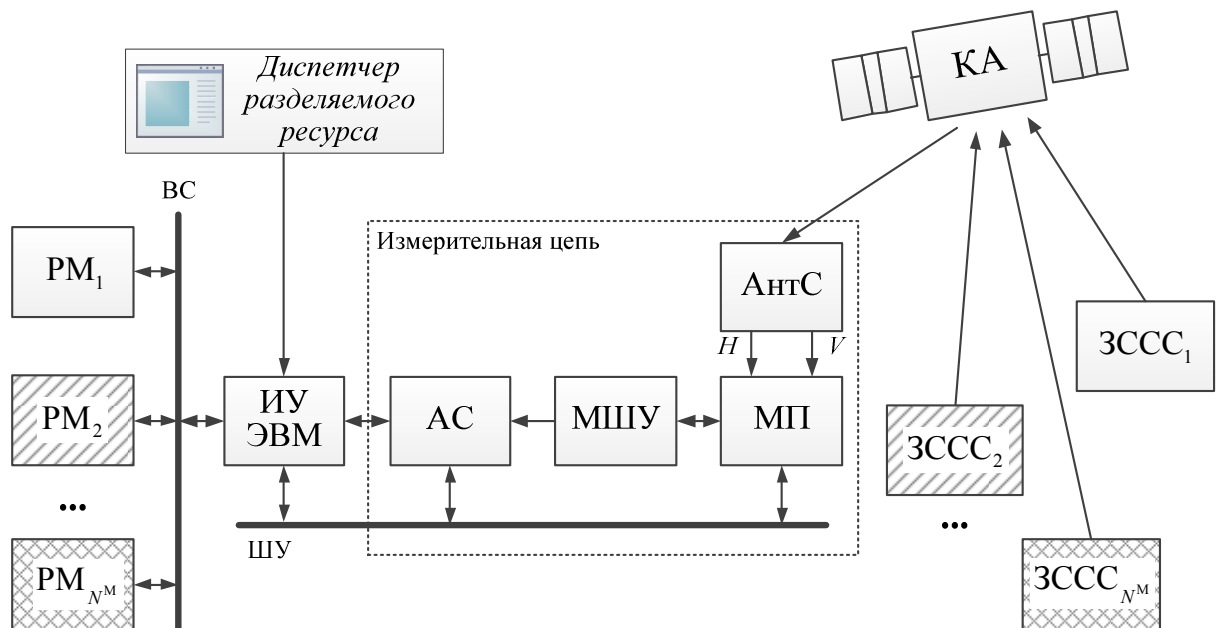 КА
Диспетчер
разделяемого
ресурса
ВС
Измерительная цепь
РМ1
АнтС
H
V
ЗССС1
РМ2
ИУ
ЭВМ
АС
МШУ
МП
ЗССС2
...
...
ШУ
РМNМ
ЗСССNМ